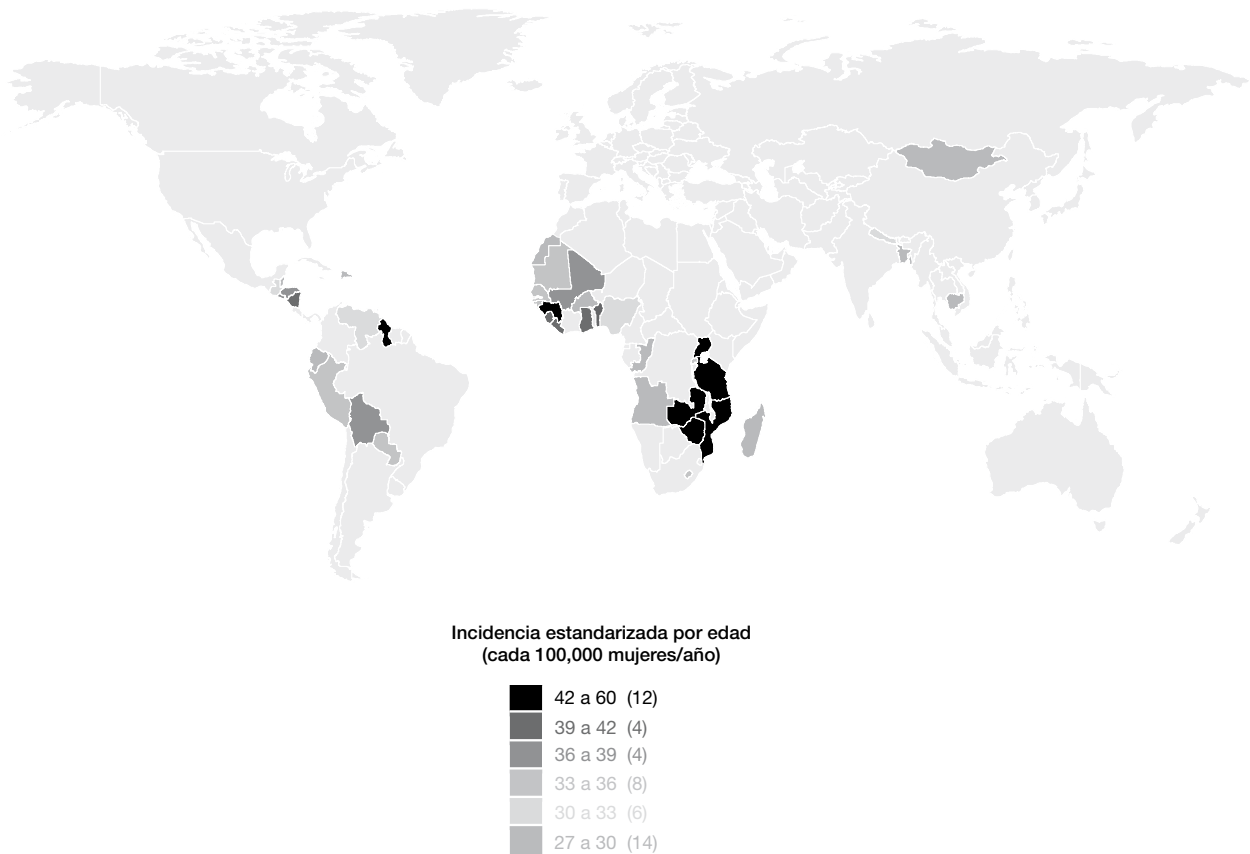 Incidencia estandarizada por edad
(cada 100,000 mujeres/año)
42 a 60 (12)
39 a 42 (4)
36 a 39 (4)
33 a 36 (8)
30 a 33 (6)
27 a 30 (14)